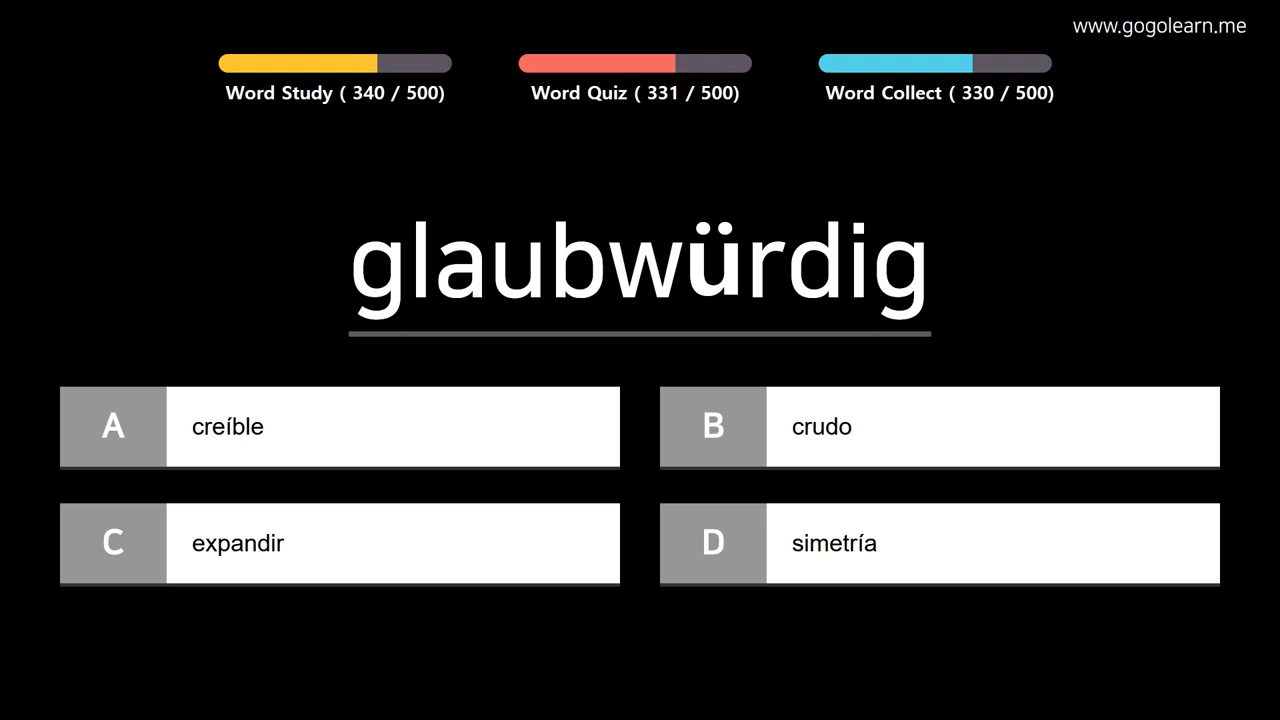 www.gogolearn.me
Word Study ( 340 / 500)
Word Quiz ( 331 / 500)
Word Collect ( 330 / 500)
glaubwürdig
A creíble
B crudo
C expandir
D simetría